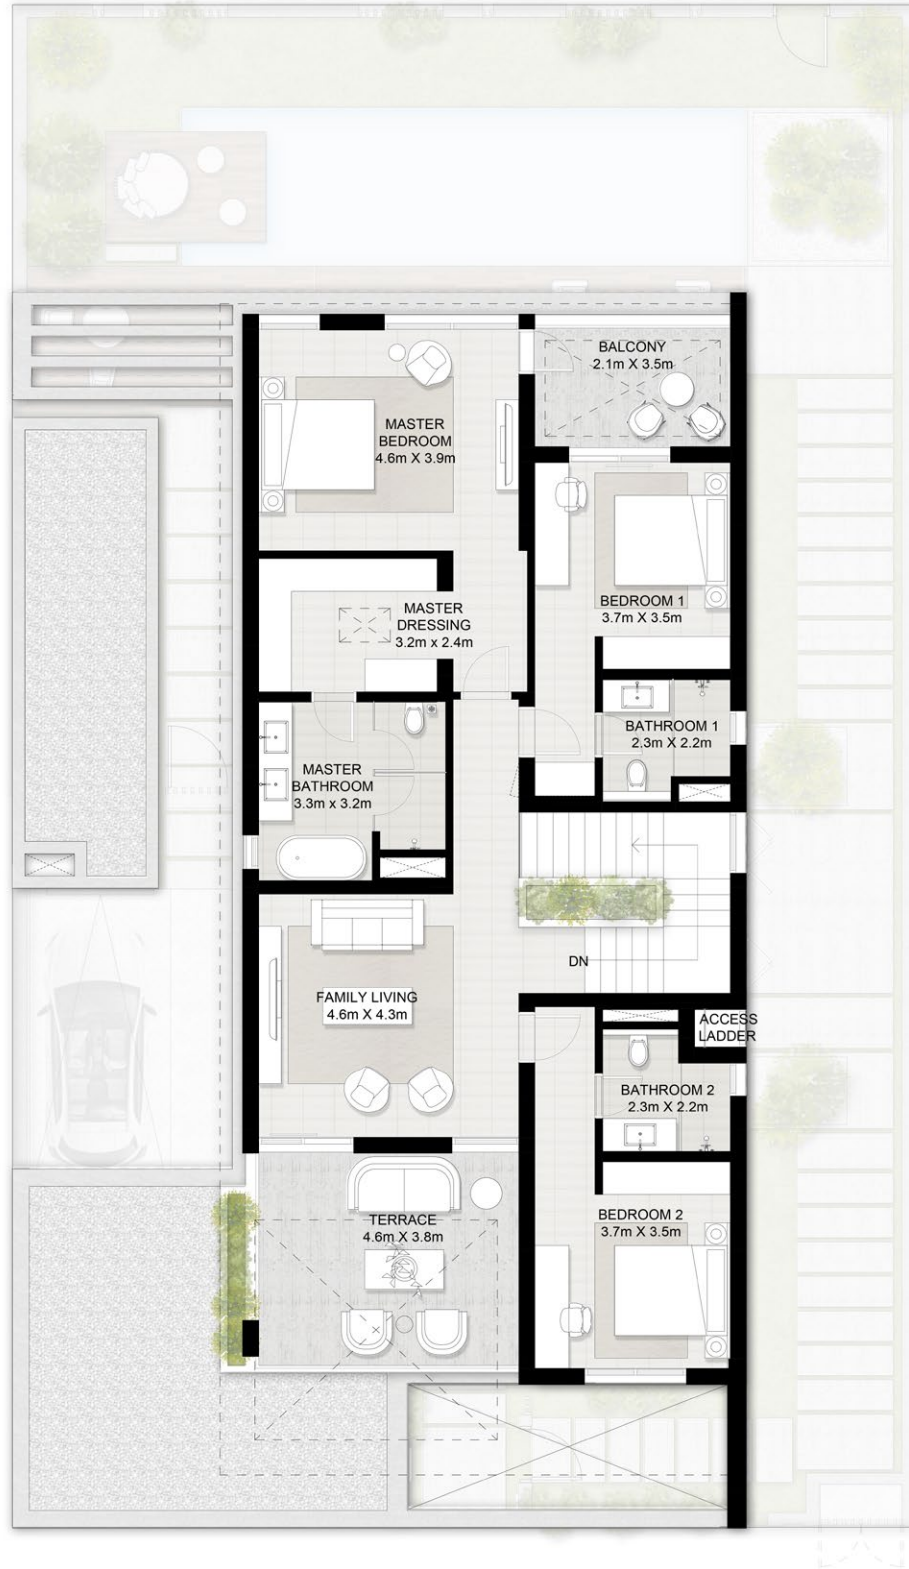 BALCONY
2.1m X 3.5m
MASTER
BEDROOM
4.6m X 3.9m
BEDROOM 1
3.7m X 3.5m
MASTER
DRESSING
3.2m x 2.4m
BATHROOM 1
2.3m X 2.2m
MASTER
BATHROOM
3.3m x 3.2m
DN
FAMILY LIVING
4.6m X 4.3m
ACCESS
LADDER
BATHROOM 2
2.3m X 2.2m
TERRACE
4.6m X 3.8m
BEDROOM 2
3.7m X 3.5m